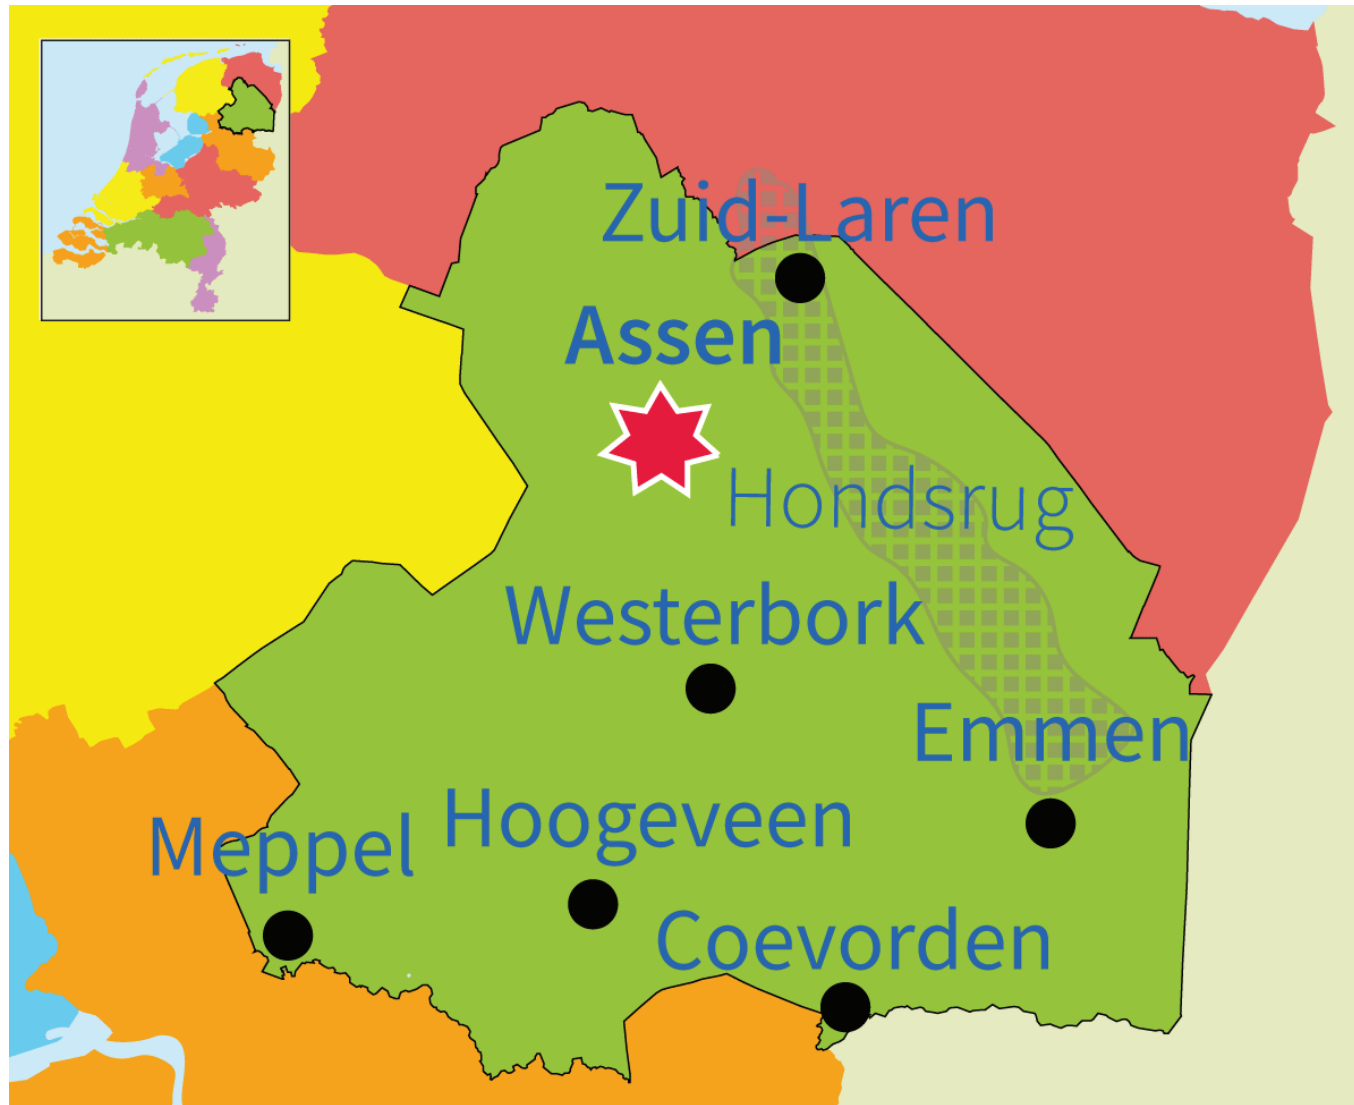 Zuid-Laren
Assen
Hondsrug
Westerbork
Emmen
Hoogeveen
Meppel
Coevorden